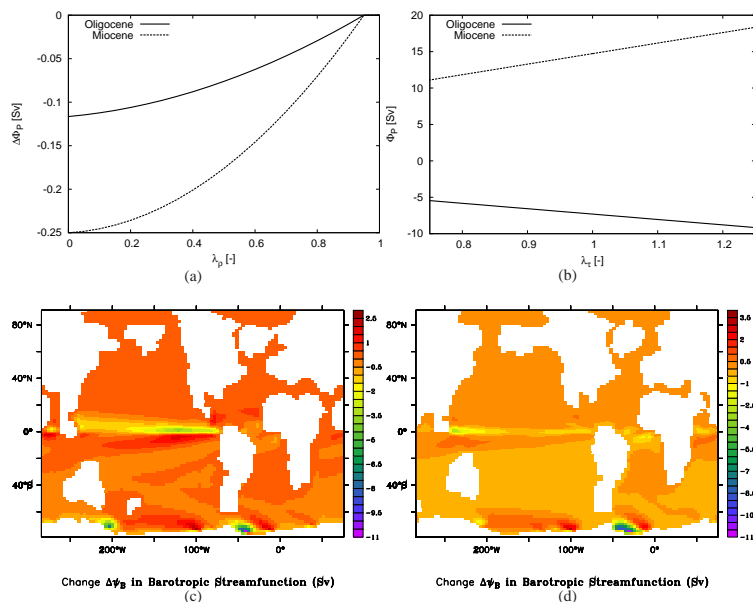 Oligocene
Miocene
0
-0.05
-0.1
-0.15
-0.2
-0.25
ΔΦP [Sv]
0 0.2 0.4 0.6 0.8 1
λρ [-]
(a)
Oligocene
Miocene
20
15
10
5
0
-5
-10
ΦP [Sv]
0.8 0.9 1 1.1 1.2
λτ [-]
(b)
80°N
40°N
0°
40°S
200°W 100°W 0°
2.5
1
-0.5
-2
-3.5
-5
-6.5
-8
-9.5
-11
Change ΔψB in Barotropic Streamfunction (Sv)
(c)
80°N
40°N
0°
40°S
200°W 100°W 0°
3.5
2
0.5
-1
-2.5
-4
-5.5
-7
-8.5
-10
-11
Change ΔψB in Barotropic Streamfunction (Sv)
(d)